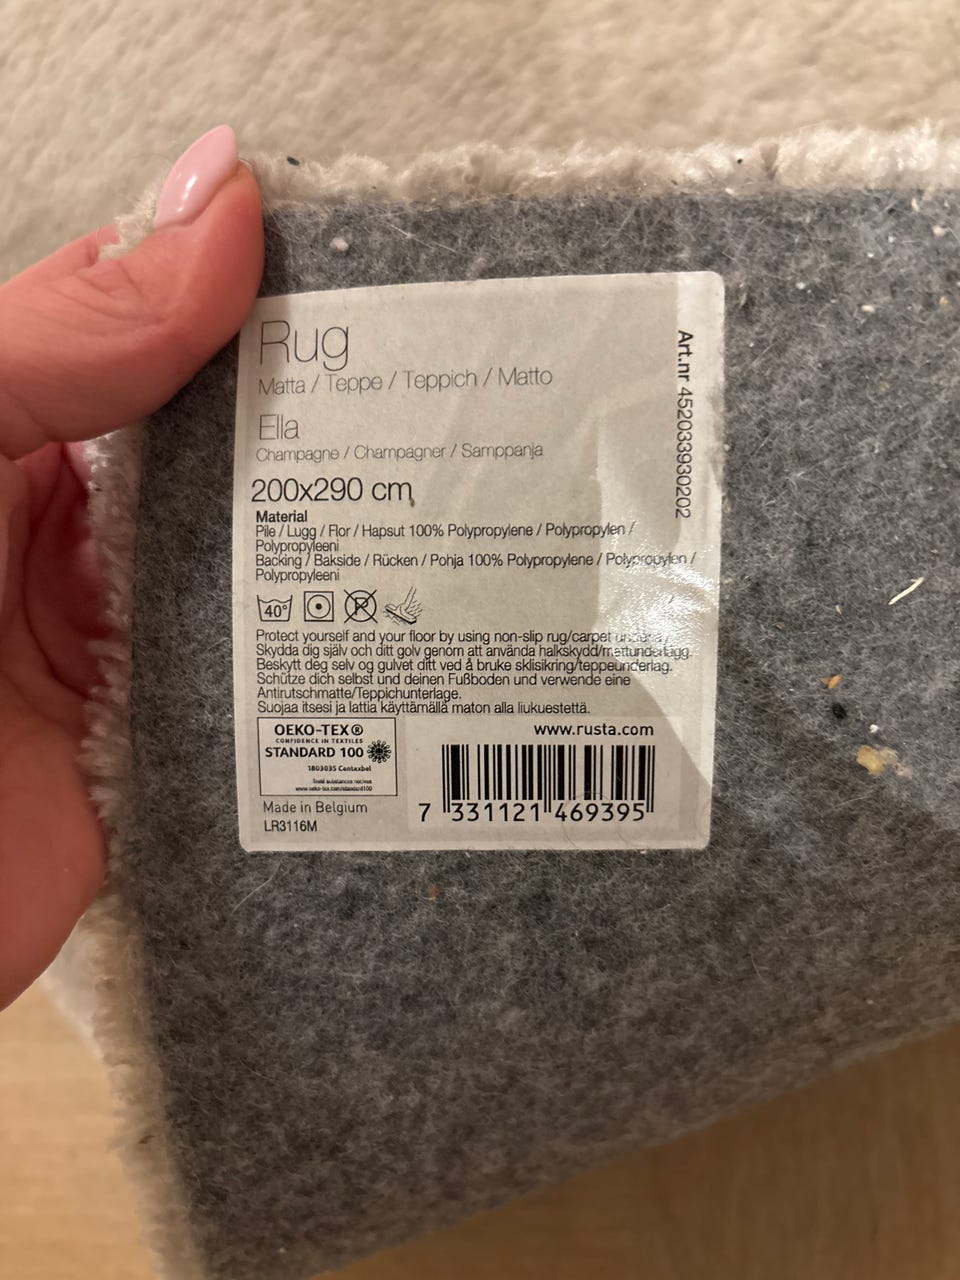 Rug
Matta / Teppe / Teppich / Matto
Ella
Champagne / Champagner / Samppanja
200x290 cm
Material
Pile / Lugg / Flor / Hapsut 100% Polypropylene / Polypropylen /
Polypropyleeni
Backing / Bakside / Rücken / Pohja 100% Polypropylene / Polypropylen /
Polypropyleeni
40°
P
Protect yourself and your floor by using non-slip rug/carpet
Skydda dig själv och ditt golv genom att använda halkskydd/mattunderlägg.
Beskytt deg selv og gulvet ditt ved å bruke sklisikring/teppeunderlag.
Schütze dich selbst und deinen Fußboden und verwende eine
Antirutschmatte/Teppichunterlage.
Suojaa itsesi ja lattia käyttämällä maton alla liukuestettä.
OEKO-TEX®
CONFIDENCE IN TEXTILES
STANDARD 100
1803035 Centexbel
www.oeko-tex.com/standard100
Made in Belgium
LR3116M
www.rusta.com
7 331121 469395
Art.nr 452033930202